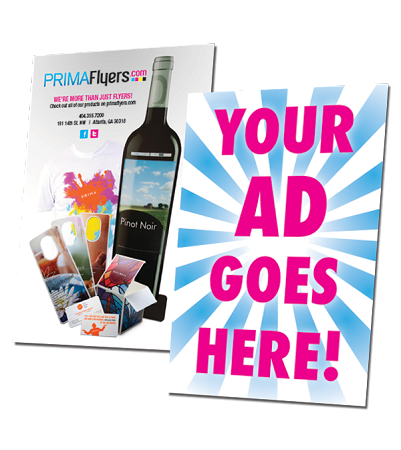 PRIMAFlyers.com
WE'RE MORE THAN JUST FLYERS!
Check out all of our products on primaflyers.com
404.355.7200
191 14th St. NW | Atlanta, GA 30318
PRIMA
Pinot Noir
YOUR
AD
GOES
HERE!